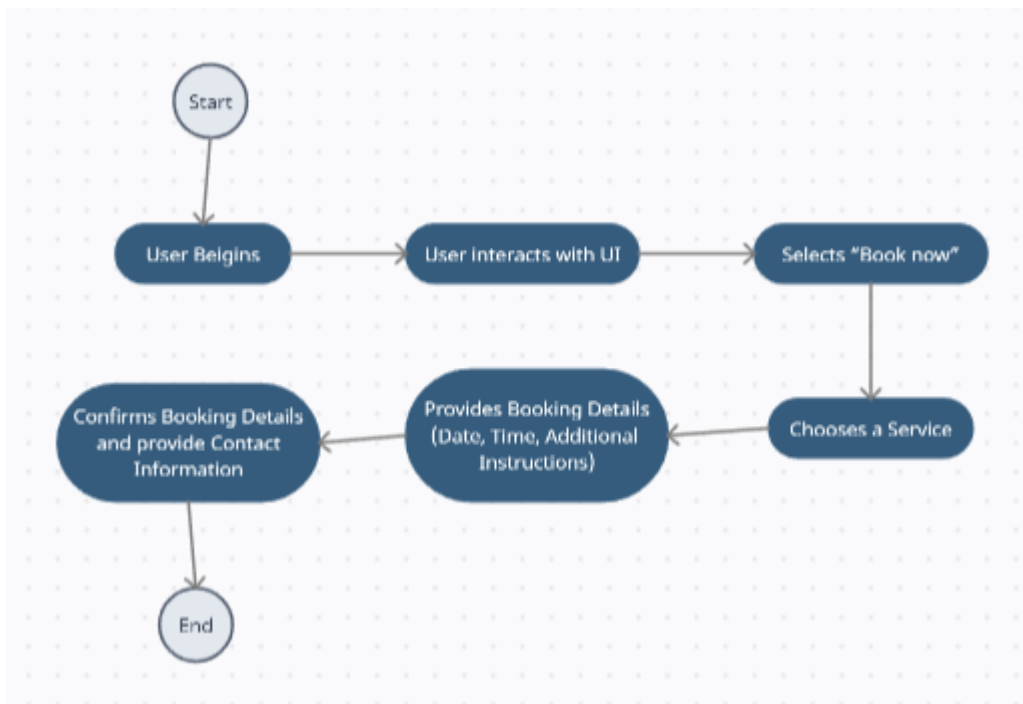 Start
User Beigins
User interacts with UI
Selects “Book now”
Chooses a Service
Provides Booking Details
(Date, Time, Additional
Instructions)
Confirms Booking Details
and provide Contact
Information
End